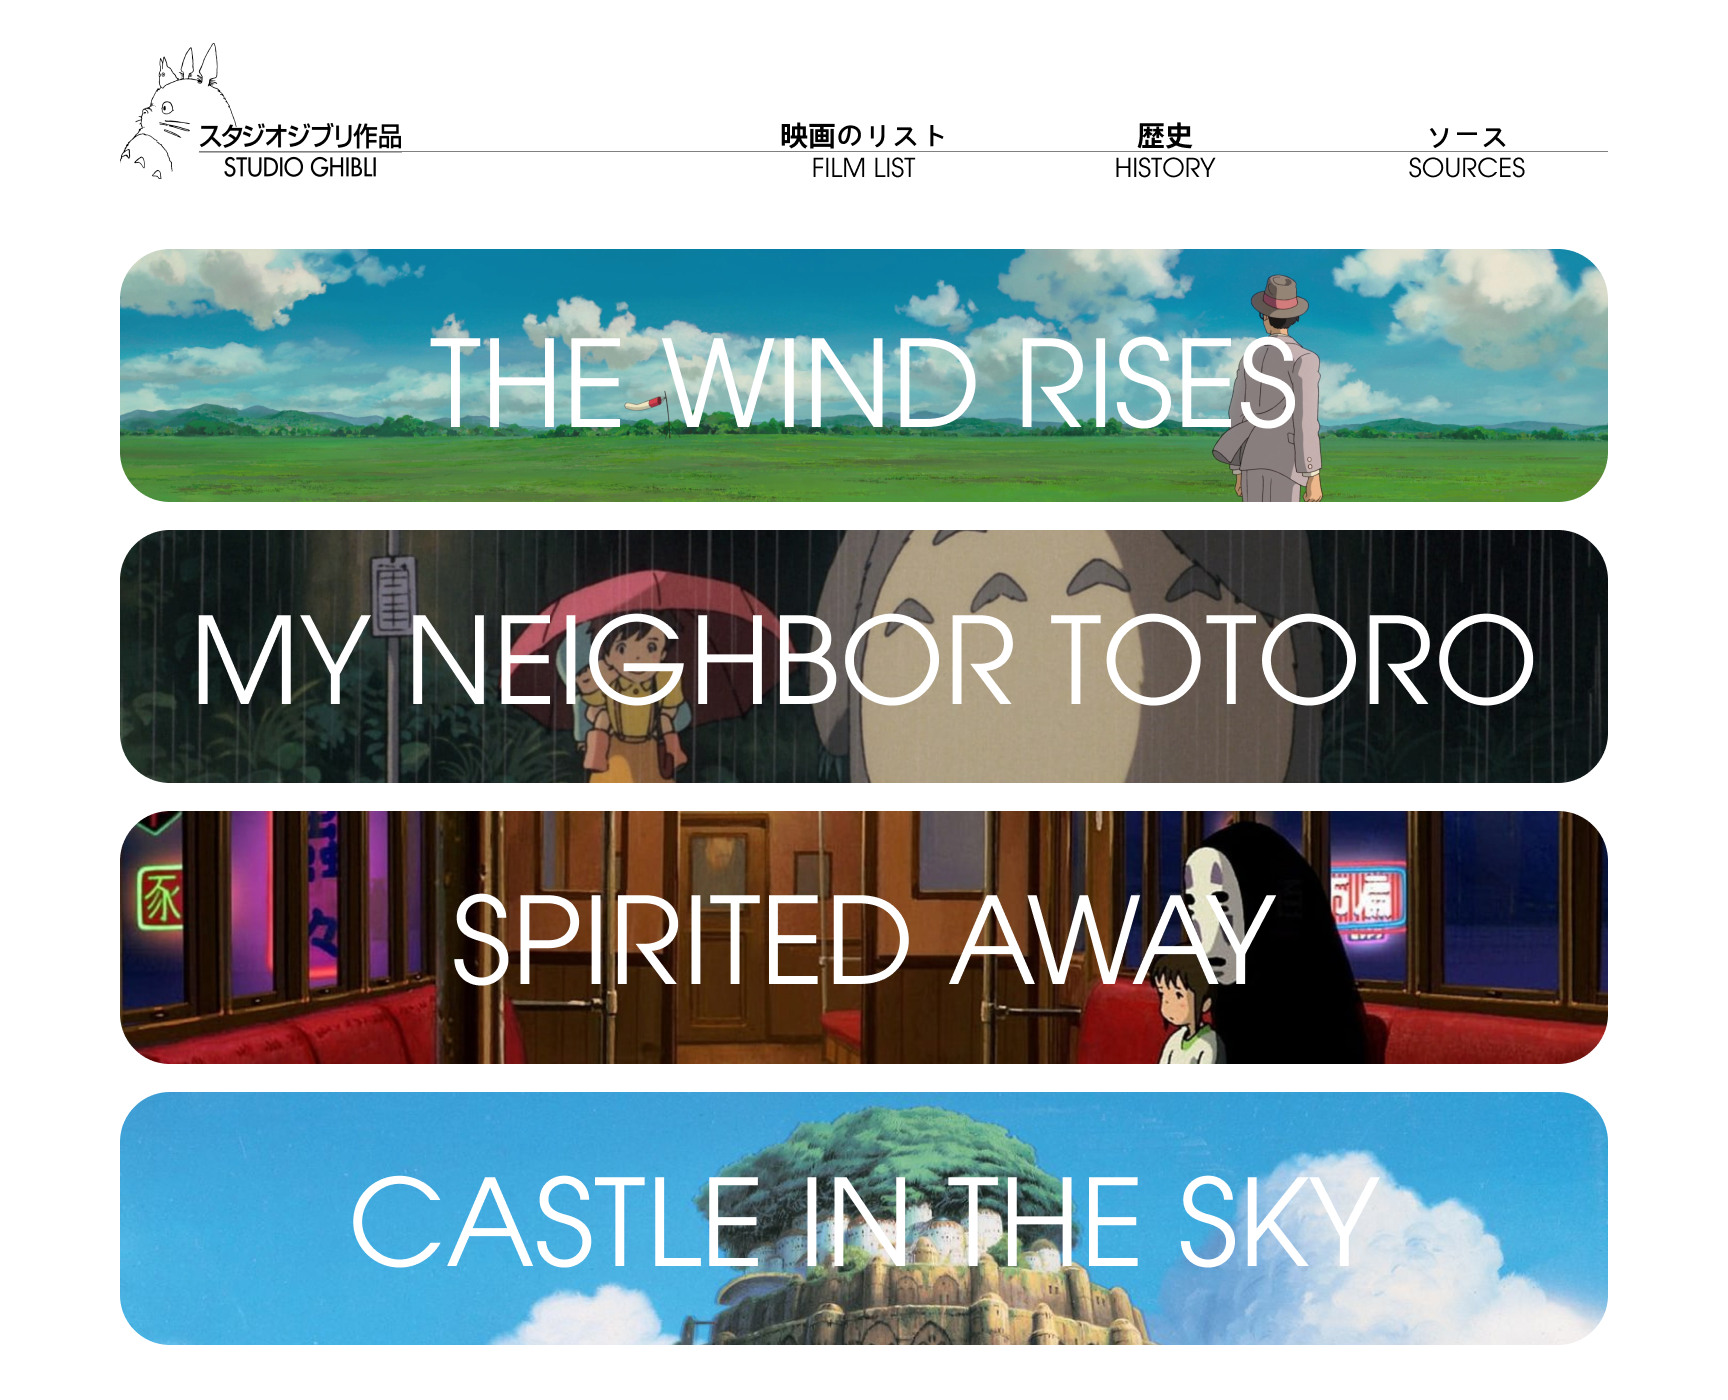 スタジオジブリ作品
STUDIO GHIBLI
映画のリスト
FILM LIST
歴史
HISTORY
ソース
SOURCES
THE WIND RISES
MY NEIGHBOR TOTORO
豕
SPIRITED AWAY
CASTLE IN THE SKY